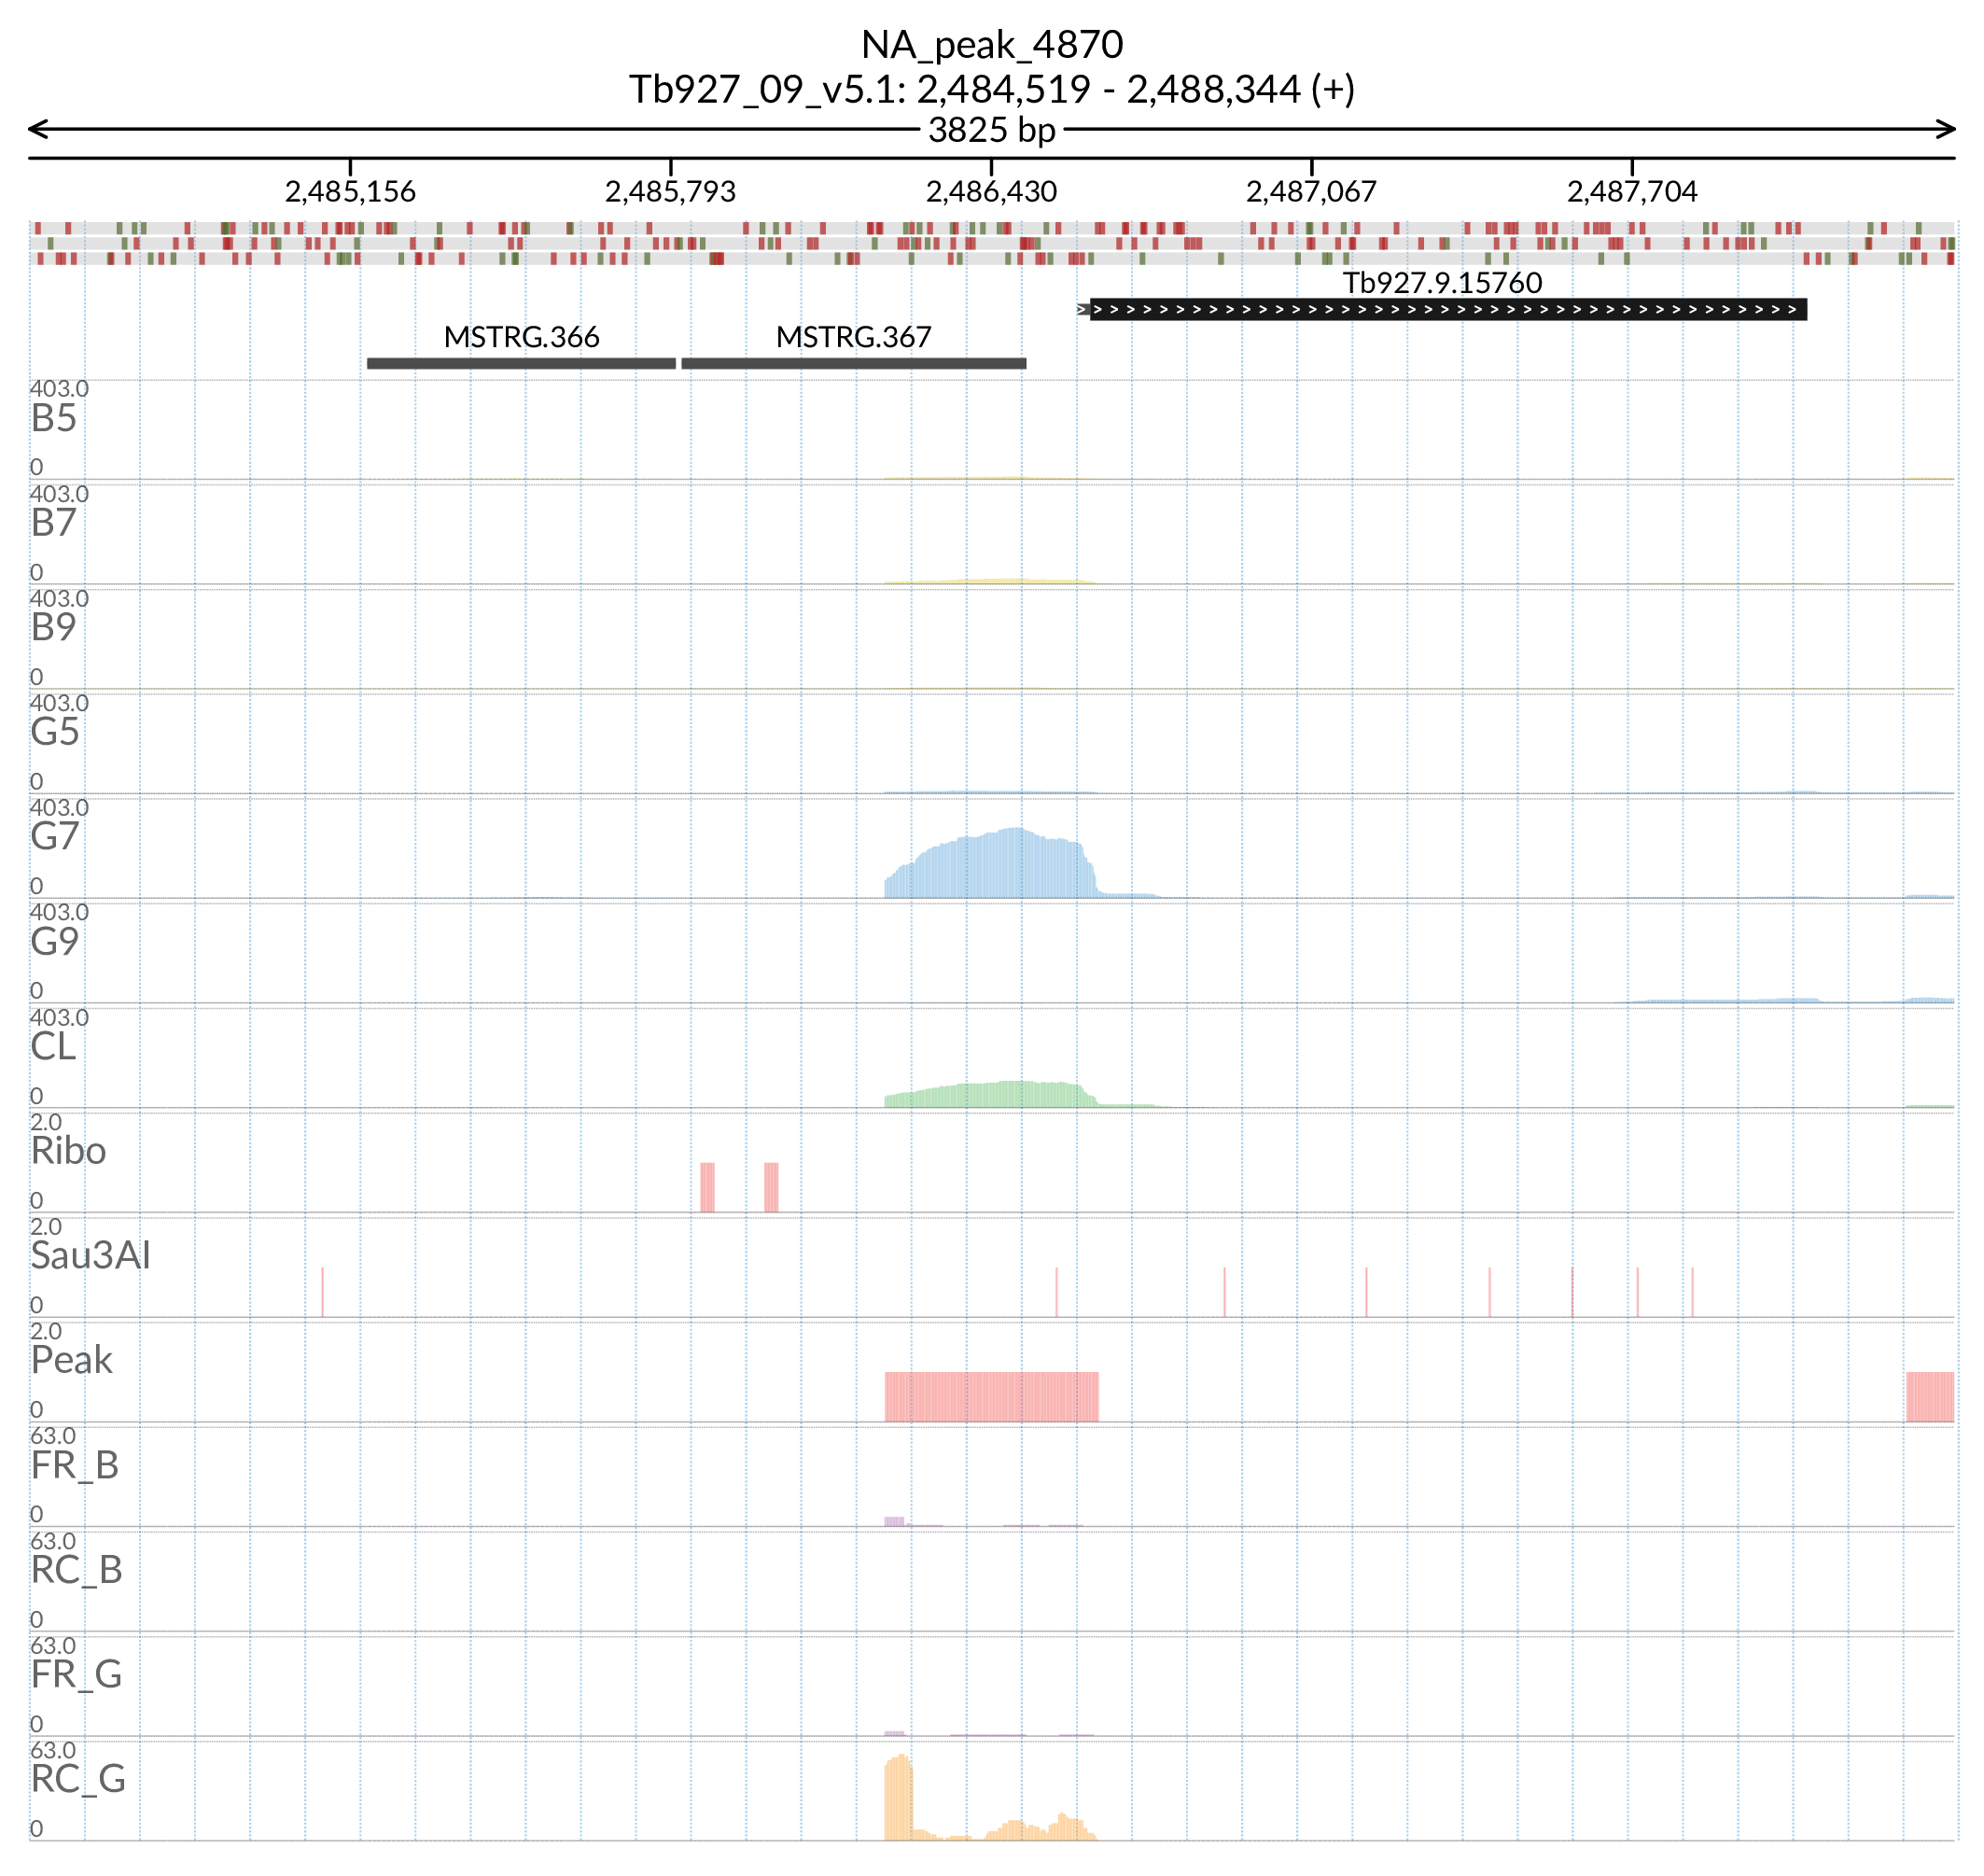 NA_peak_4870
Tb927_09_v5.1: 2,484,519 - 2,488,344 (+)
3825 bp
2,485,156 2,485,793 2,486,430 2,487,067 2,487,704
Tb927.9.15760
MSTRG.366 MSTRG.367
403.0
B5
0
403.0
B7
0
403.0
B9
0
403.0
G5
0
403.0
G7
0
403.0
G9
0
403.0
CL
0
2.0
Ribo
0
2.0
Sau3AI
0
2.0
Peak
0
63.0
FR_B
0
63.0
RC_B
0
63.0
FR_G
0
63.0
RC_G
0